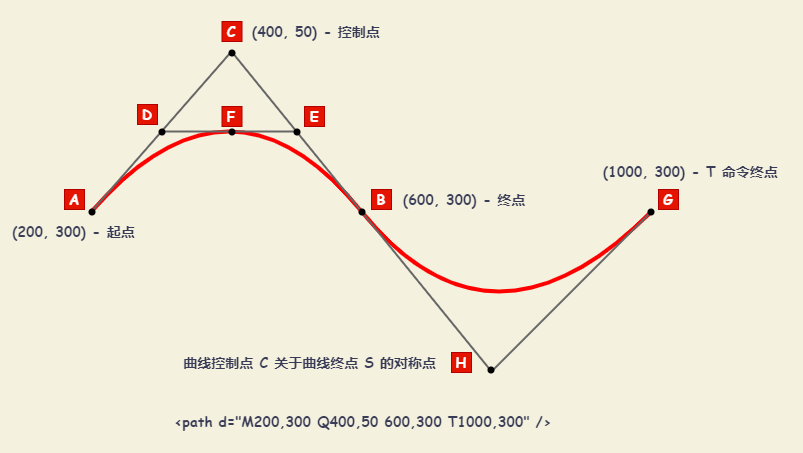 C (400, 50) - 控制点
D F E
(1000, 300) - T 命令终点
A B (600, 300) - 终点 G
(200, 300) - 起点
曲线控制点 C 关于曲线终点 S 的对称点 H
<path d="M200,300 Q400,50 600,300 T1000,300" />